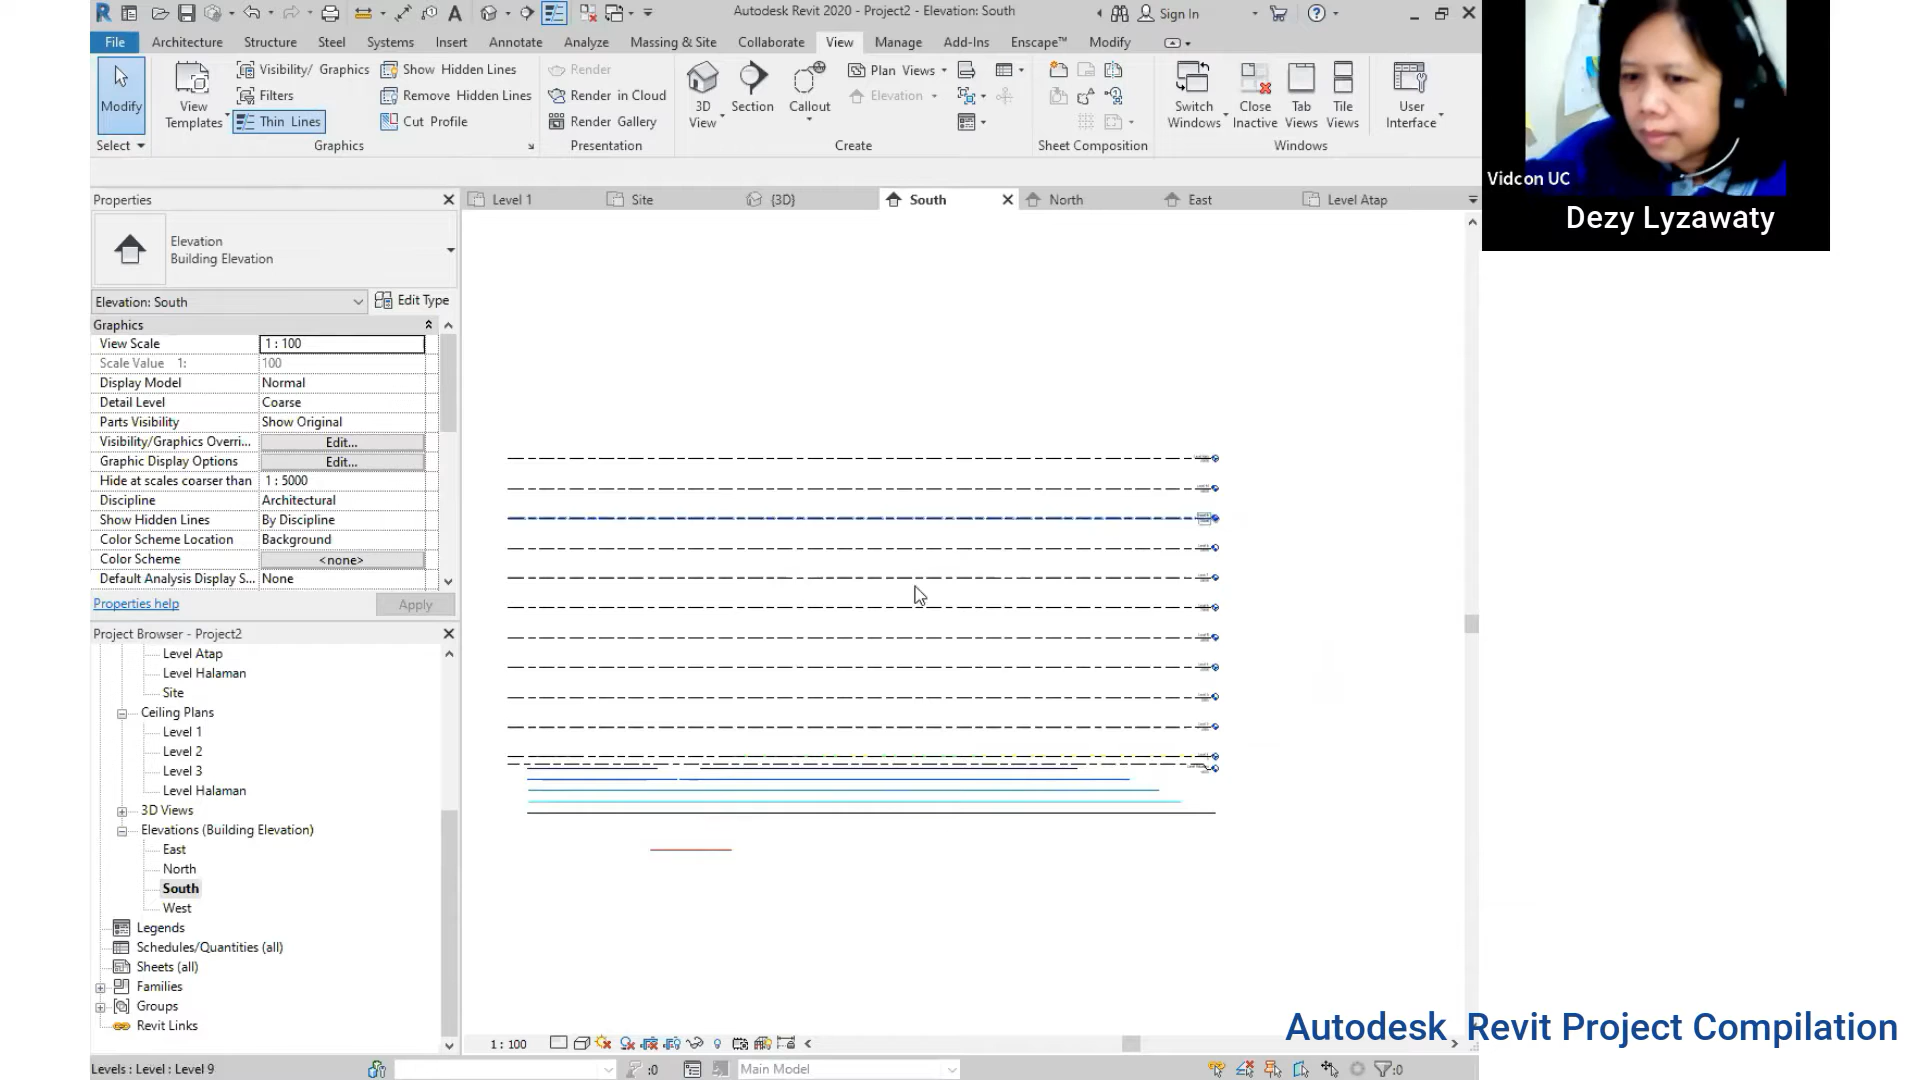 Autodesk Revit 2020 - Project2 - Elevation: South
Sign In
File
Architecture
Structure
Steel
Systems
Insert
Annotate
Analyze
Massing & Site
Collaborate
View
Manage
Add-Ins
Enscape™
Modify
Modify
Select
View
Templates
Visibility/ Graphics
Filters
Thin Lines
Show Hidden Lines
Remove Hidden Lines
Cut Profile
Graphics
Render
Render in Cloud
Render Gallery
Presentation
3D
View
Section
Callout
Plan Views
Elevation
Create
Sheet Composition
Switch
Windows
Close
Inactive
Tab
Views
Tile
Views
User
Interface
Windows
Vidcon UC
Dezy Lyzawaty
Properties
Elevation
Building Elevation
Elevation: South
Edit Type
Graphics
View Scale 1 : 100
Scale Value 1: 100
Display Model Normal
Detail Level Coarse
Parts Visibility Show Original
Visibility/Graphics Overri... Edit...
Graphic Display Options Edit...
Hide at scales coarser than 1 : 5000
Discipline Architectural
Show Hidden Lines By Discipline
Color Scheme Location Background
Color Scheme <none>
Default Analysis Display S... None
Properties help
Apply
Project Browser - Project2
Level Atap
Level Halaman
Site
Ceiling Plans
Level 1
Level 2
Level 3
Level Halaman
3D Views
Elevations (Building Elevation)
East
North
South
West
Legends
Schedules/Quantities (all)
Sheets (all)
Families
Groups
Revit Links
Level 1
Site
{3D}
South
North
East
Level Atap
1 : 100
Levels : Level : Level 9
:0
Main Model
:0
Autodesk Revit Project Compilation